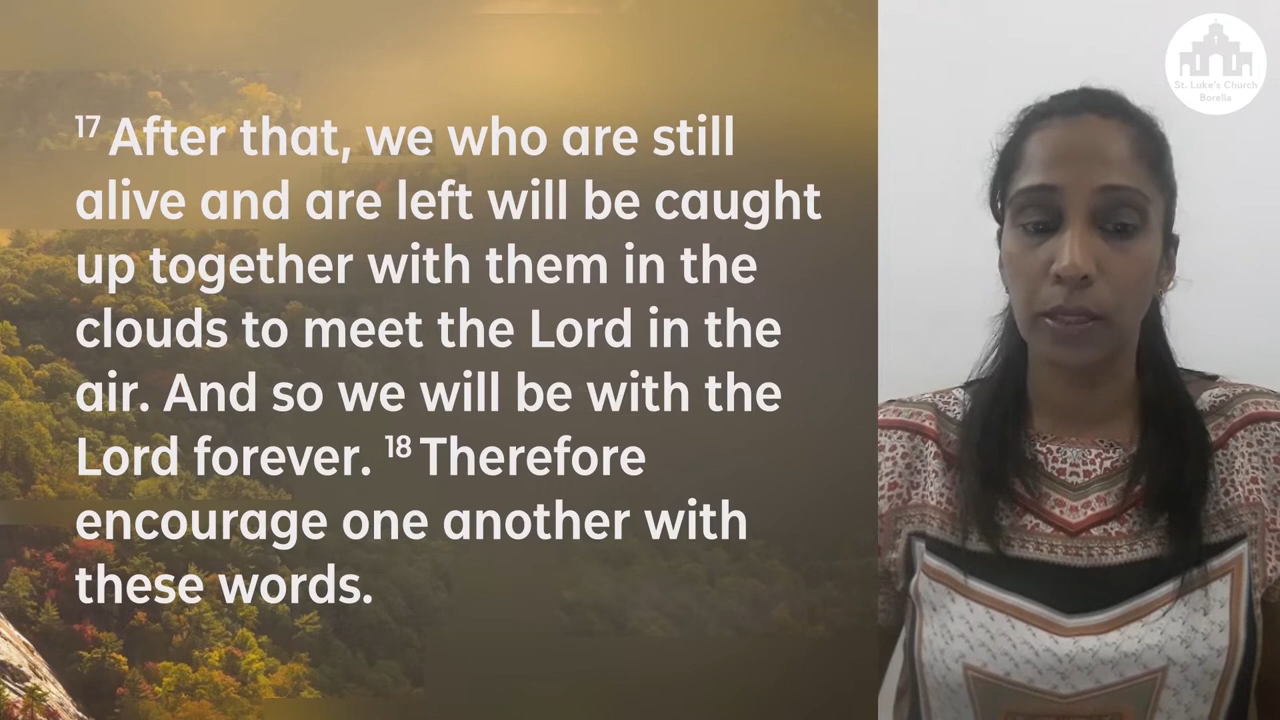 17 After that, we who are still
alive and are left will be caught
up together with them in the
clouds to meet the Lord in the
air. And so we will be with the
Lord forever. 18 Therefore
encourage one another with
these words.
St. Luke's Church
Borella